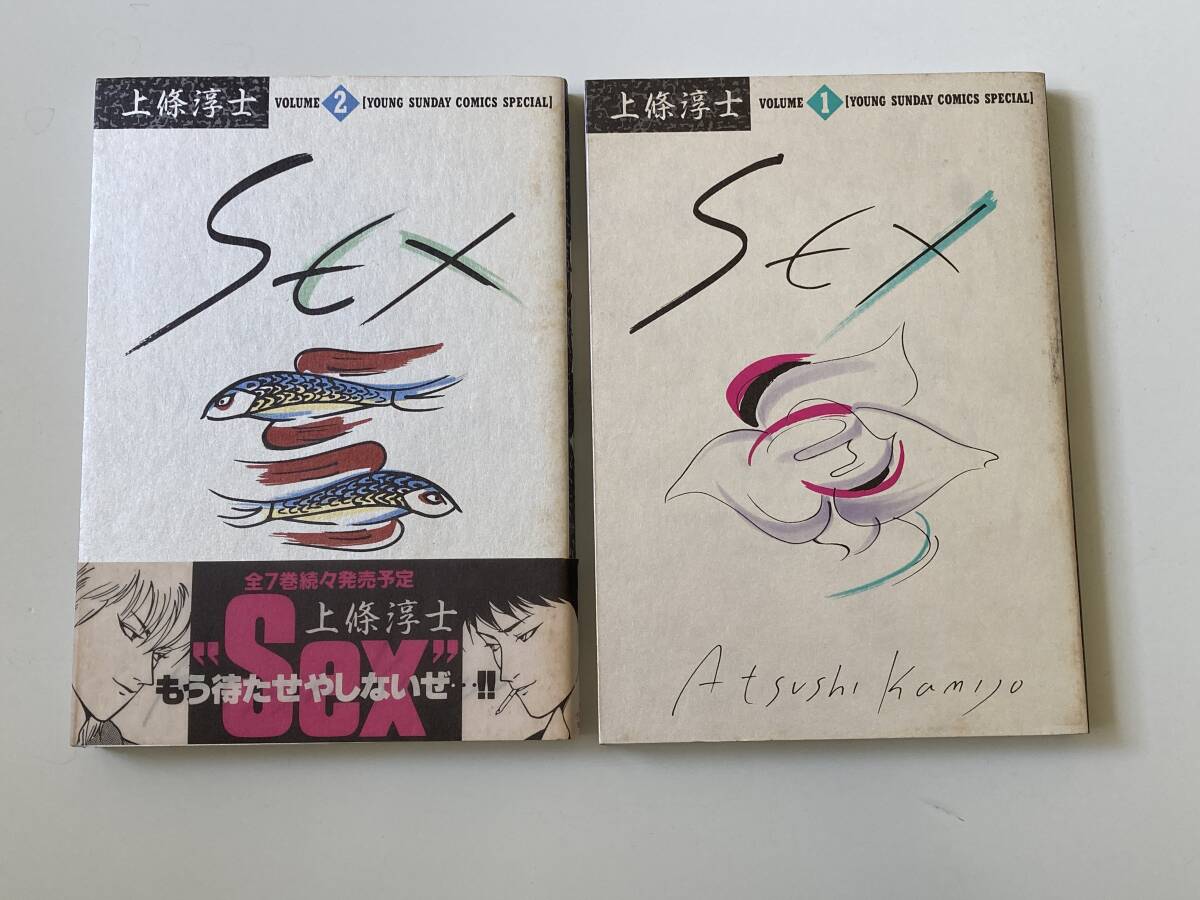 上條淳士 VOLUME 2 [YOUNG SUNDAY COMICS SPECIAL]
SEX
全7巻続々発売予定
上條淳士
"Sex"
もう待たせやしないぜ…!!
上條淳士 VOLUME 1 [YOUNG SUNDAY COMICS SPECIAL]
SEX
Atsushi Kamijo